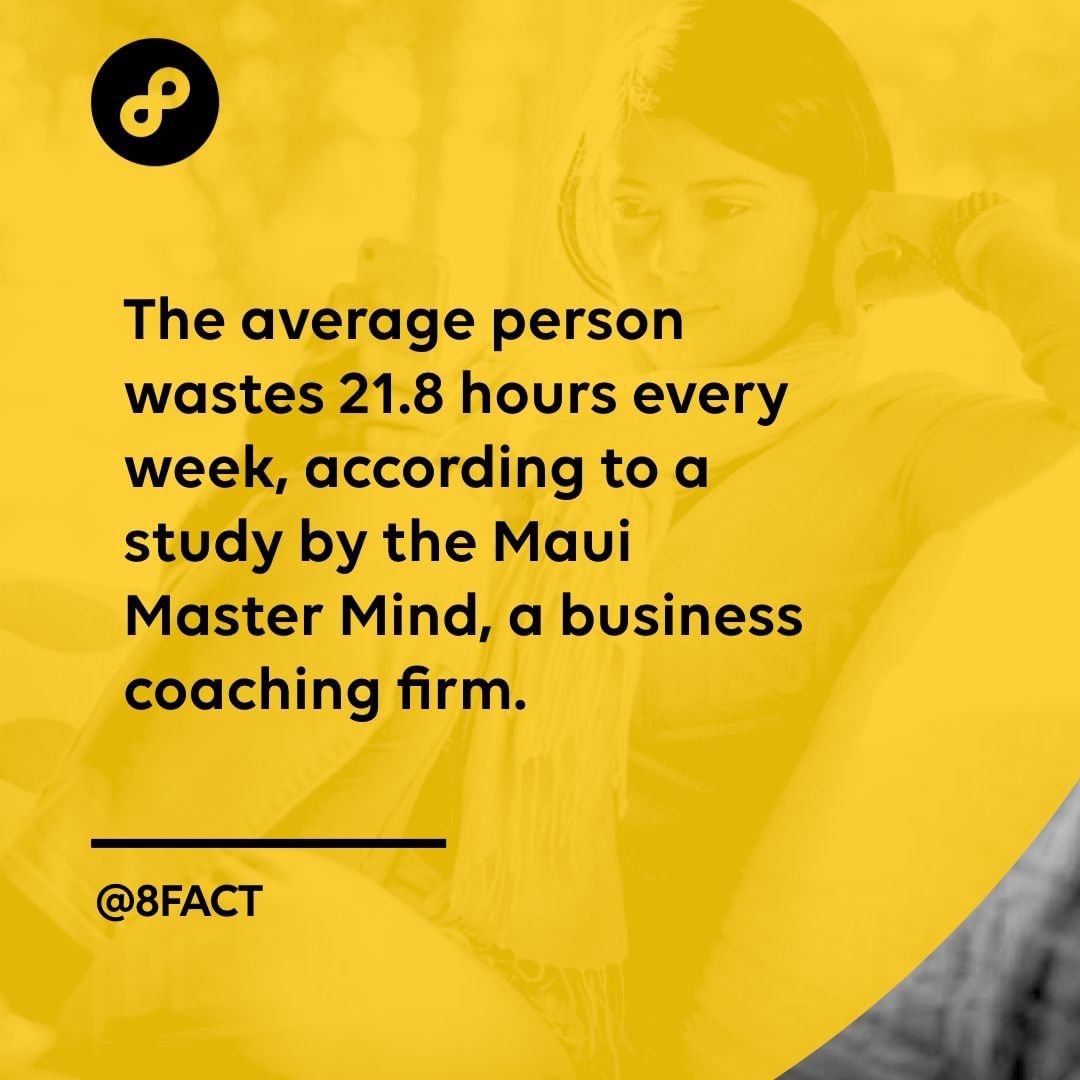 The average person
wastes 21.8 hours every
week, according to a
study by the Maui
Master Mind, a business
coaching firm.
@8FACT